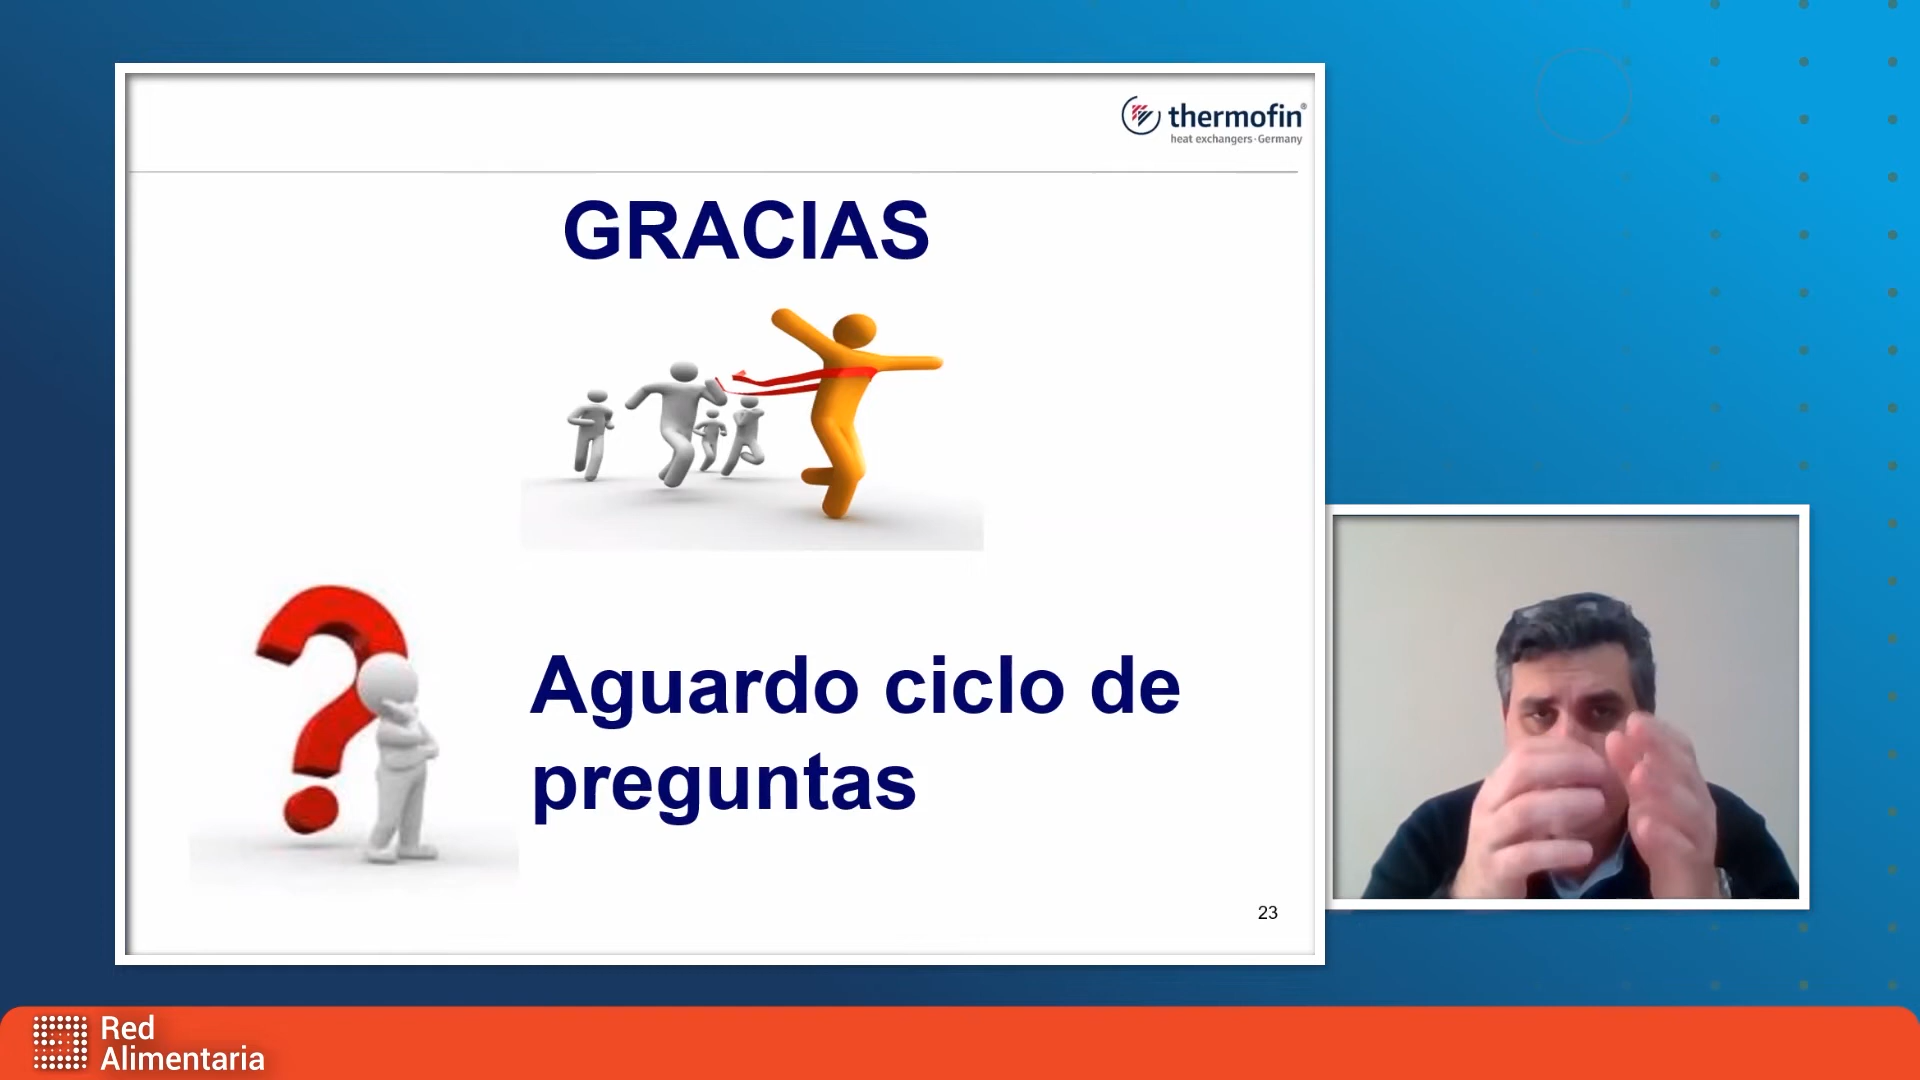 thermofin®
heat exchangers·Germany
GRACIAS
?
Aguardo ciclo de
preguntas
23
Red
Alimentaria